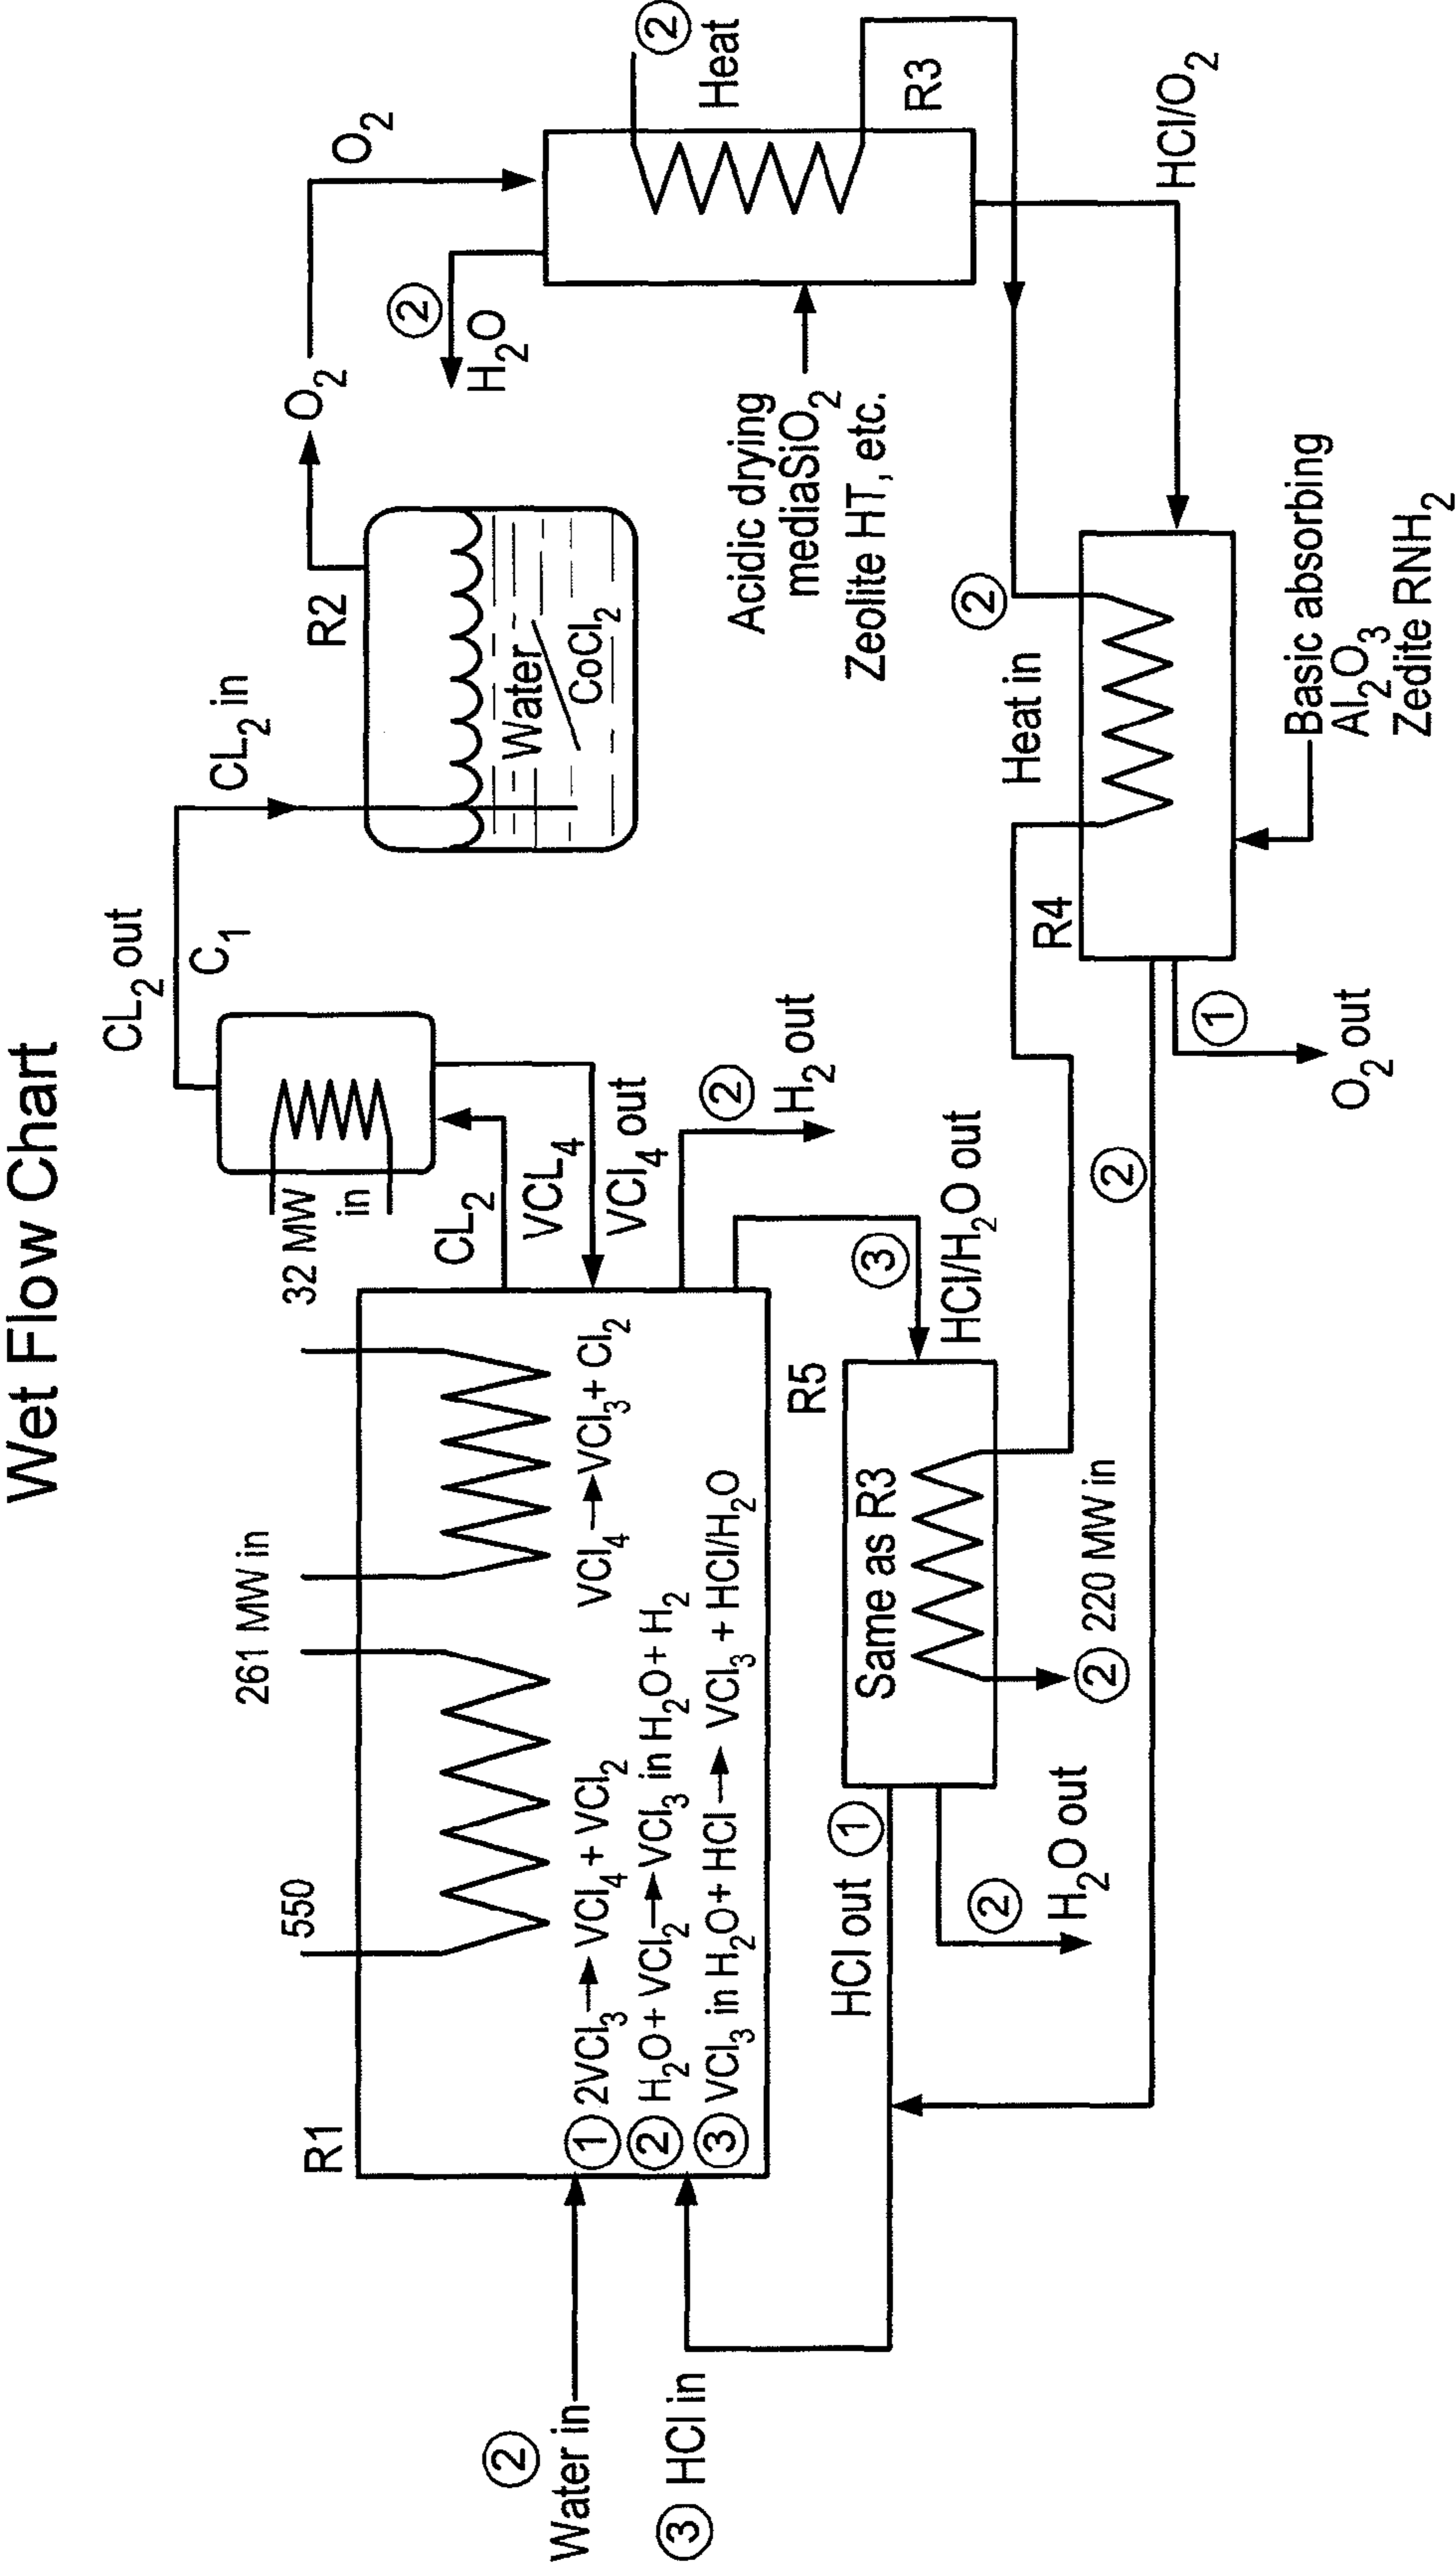 Wet Flow Chart
R1
550
261 MW in
32 MW
in
CL2 out
C1
CL2 in
R2
O2
O2
② 
Heat
R3
②
H2O
Water
CoCl2
CL2
VCL4
VCl4 out
②
H2 out
① 2VCl3→VCl4 + VCl2
VCl4→VCl3+ Cl2
② H2O+ VCl2→VCl3 in H2O+ H2
③ VCl3 in H2O+ HCl→ VCl3 + HCl/H2O
②
Water in
③ HCl in
R5
③
HCl/H2O out
Same as R3
HCl out ①
②
H2O out
② 220 MW in
②
Acidic drying
mediaSiO2
Zeolite HT, etc.
HCl/O2
②
Heat in
R4
①
O2 out
Basic absorbing
Al2O3
Zedite RNH2